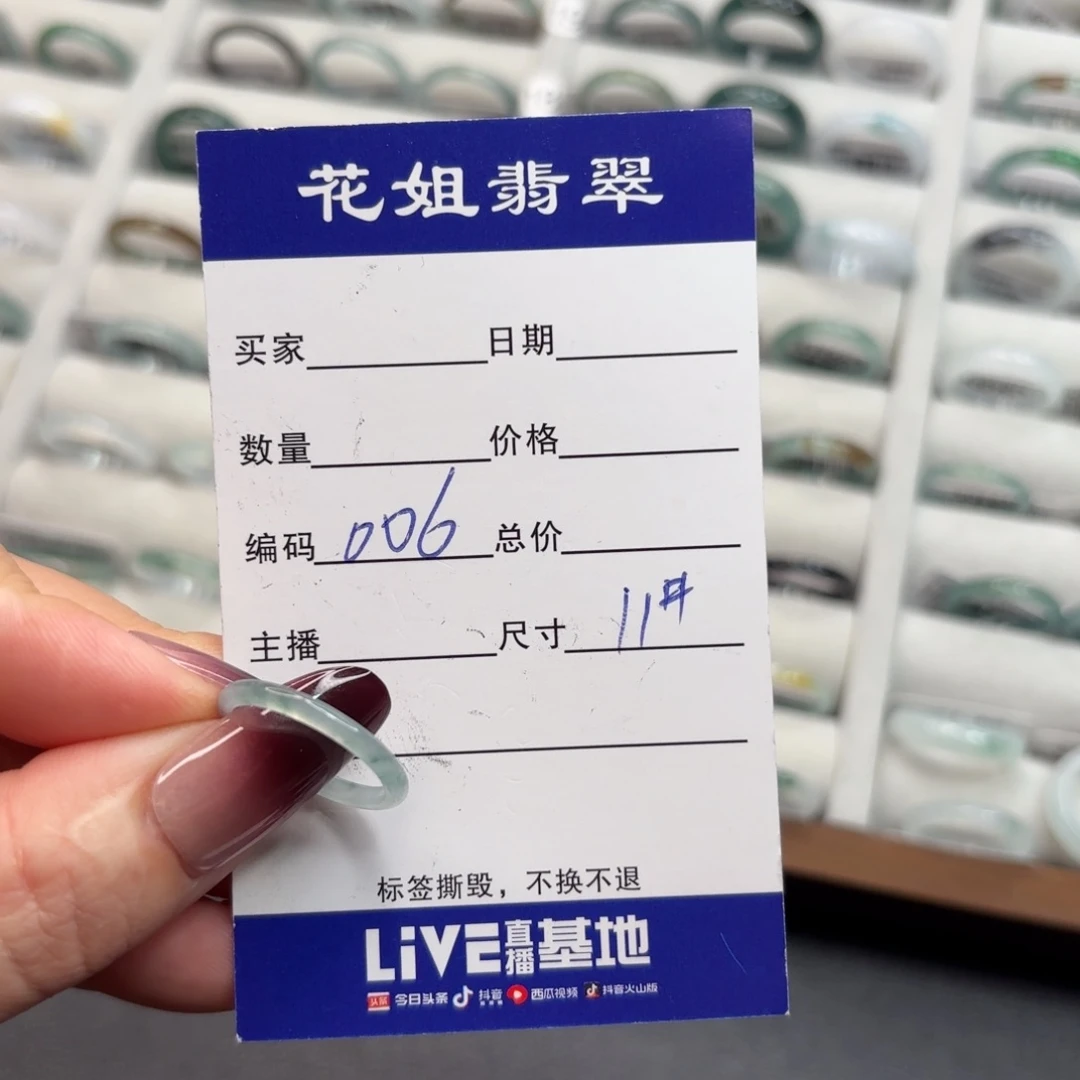 花姐翡翠
买家 日期
数量 价格
编码 006 总价
主播 尺寸 11#
标签撕毁，不换不退
LiVE直播基地
头条 今日头条 抖音 西瓜视频 抖音火山版